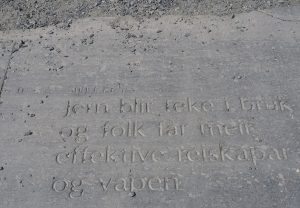 Jern blir teke i bruk,
og folk får meir
effektive reiskapar
og våpen